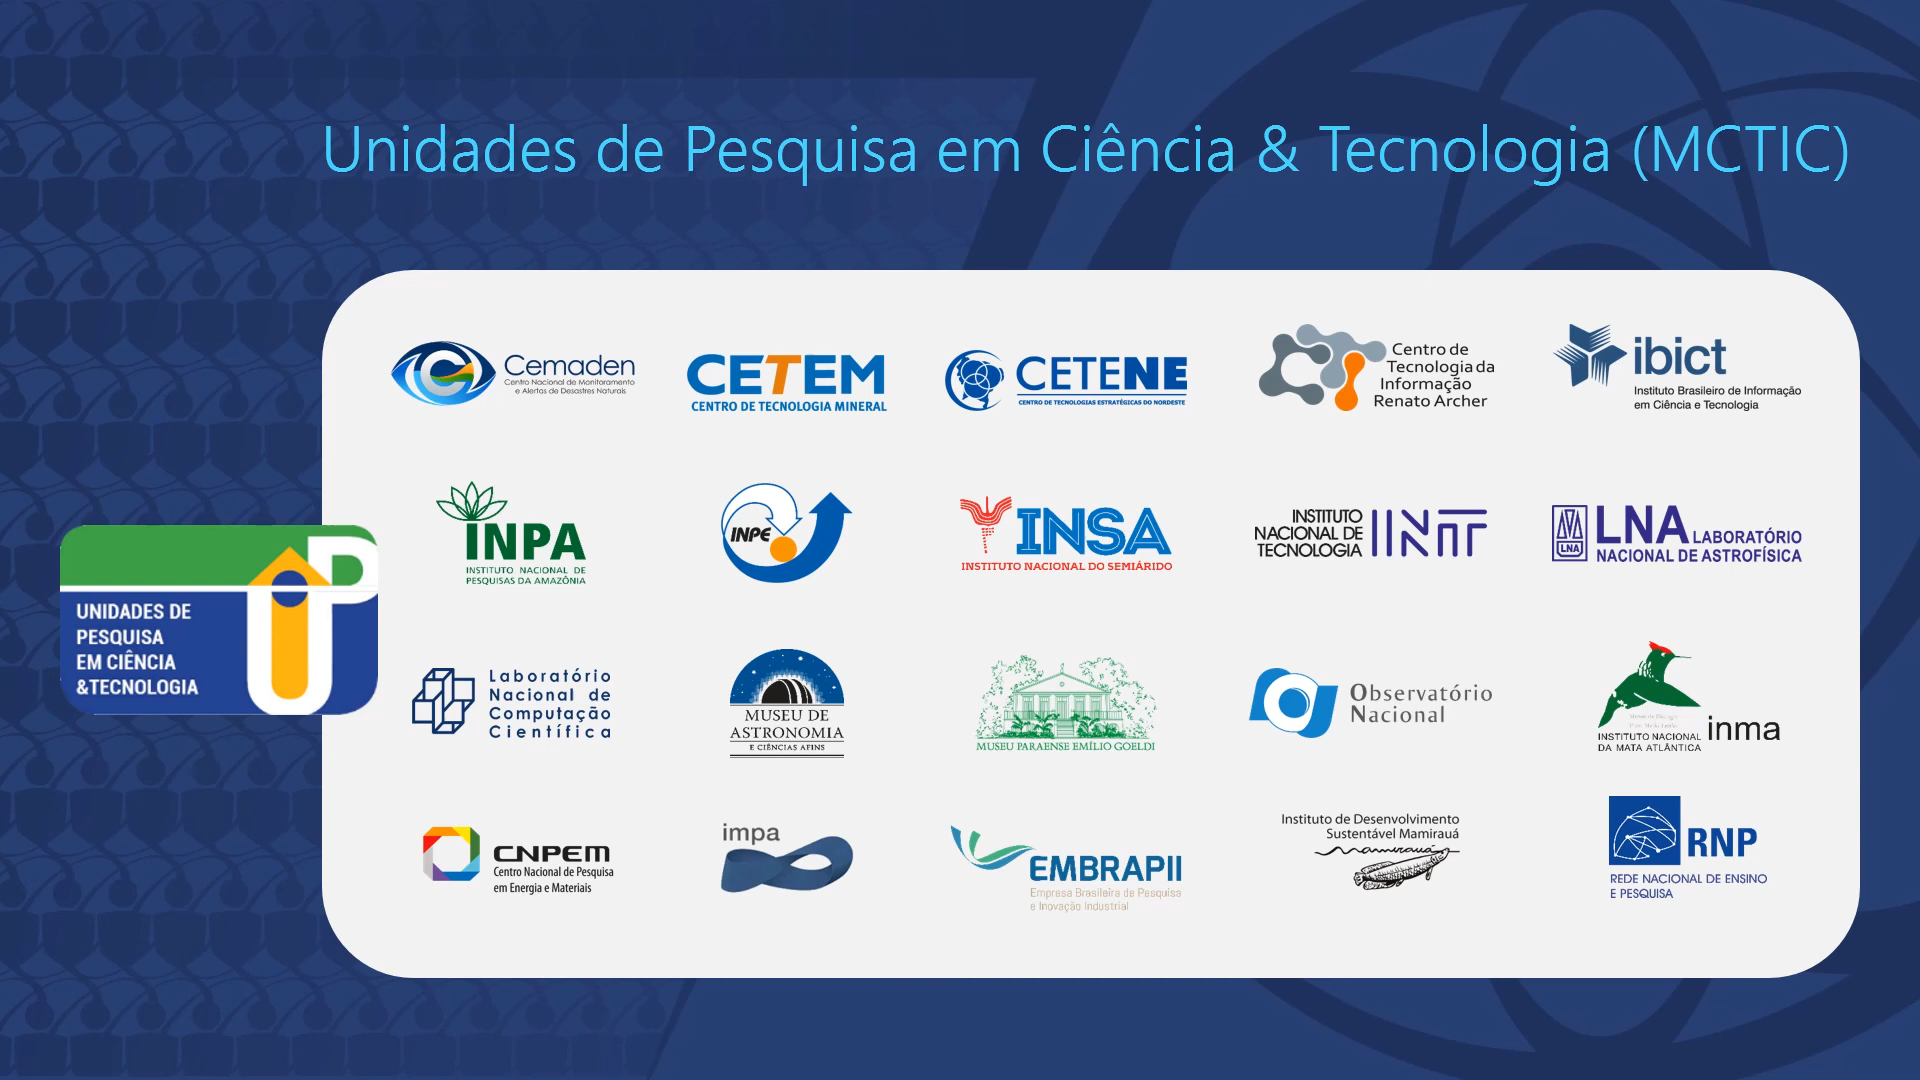 Unidades de Pesquisa em Ciência & Tecnologia (MCTIC)
UNIDADES DE
PESQUISA
EM CIÊNCIA
&TECNOLOGIA
UP
Cemaden
Centro Nacional de Monitoramento
e Alertas de Desastres Naturais
CETEM
CENTRO DE TECNOLOGIA MINERAL
CETENE
CENTRO DE TECNOLOGIAS ESTRATÉGICAS DO NORDESTE
Centro de
Tecnologia da
Informação
Renato Archer
ibict
Instituto Brasileiro de Informação
em Ciência e Tecnologia
INPA
INSTITUTO NACIONAL DE
PESQUISAS DA AMAZÔNIA
INPE
INSA
INSTITUTO NACIONAL DO SEMIÁRIDO
INSTITUTO
NACIONAL DE
TECNOLOGIA
INT
LNA
LNA LABORATÓRIO
NACIONAL DE ASTROFÍSICA
Laboratório
Nacional de
Computação
Científica
MUSEU DE
ASTRONOMIA
E CIÊNCIAS AFINS
MUSEU PARAENSE EMÍLIO GOELDI
Observatório
Nacional
INSTITUTO NACIONAL
DA MATA ATLÂNTICA
inma
CNPEM
Centro Nacional de Pesquisa
em Energia e Materiais
impa
EMBRAPII
Empresa Brasileira de Pesquisa
e Inovação Industrial
Instituto de Desenvolvimento
Sustentável Mamirauá
Mamirauá
RNP
REDE NACIONAL DE ENSINO
E PESQUISA